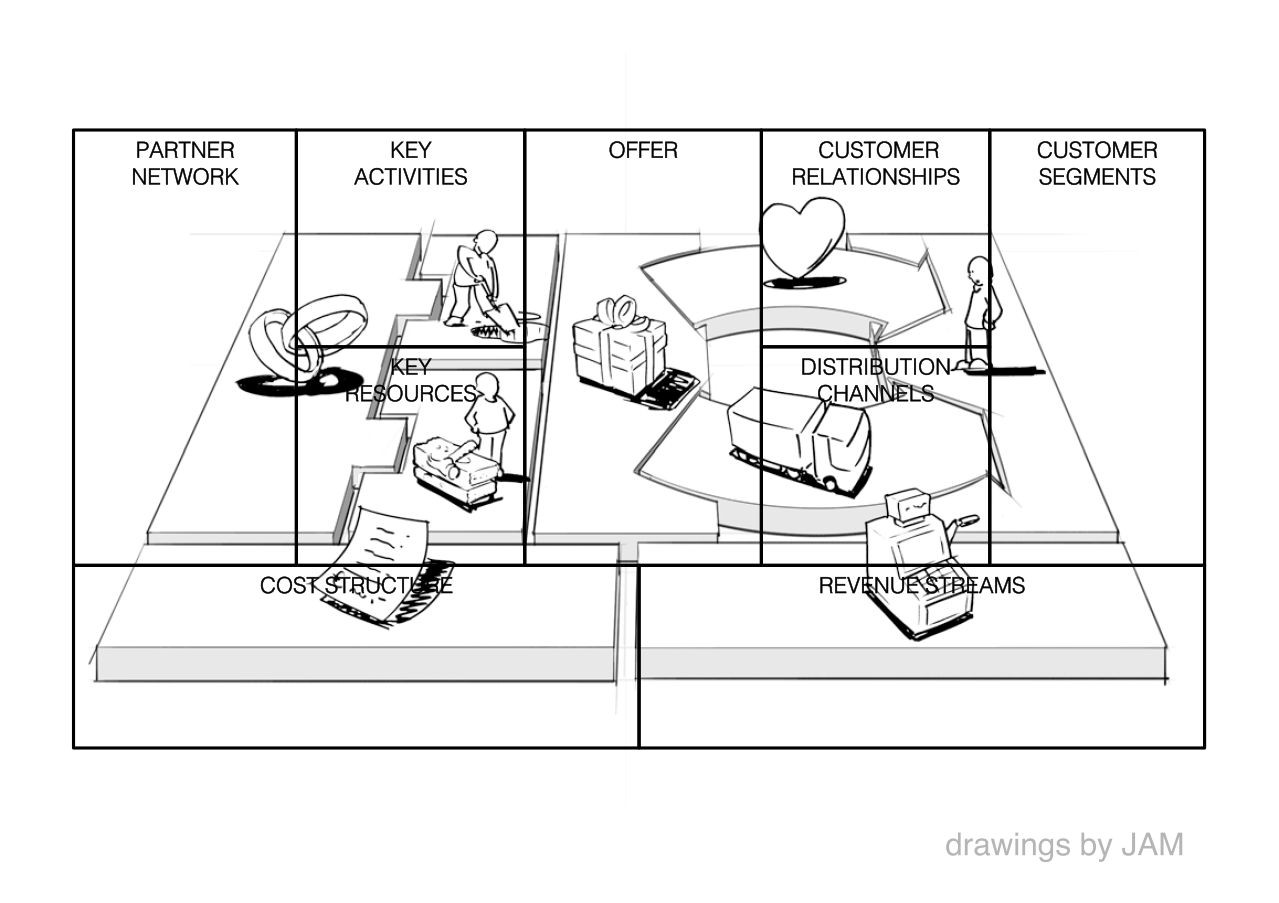 PARTNER
NETWORK
KEY
ACTIVITIES
OFFER
CUSTOMER
RELATIONSHIPS
CUSTOMER
SEGMENTS
KEY
RESOURCES
DISTRIBUTION
CHANNELS
COST STRUCTURE
REVENUE STREAMS
drawings by JAM